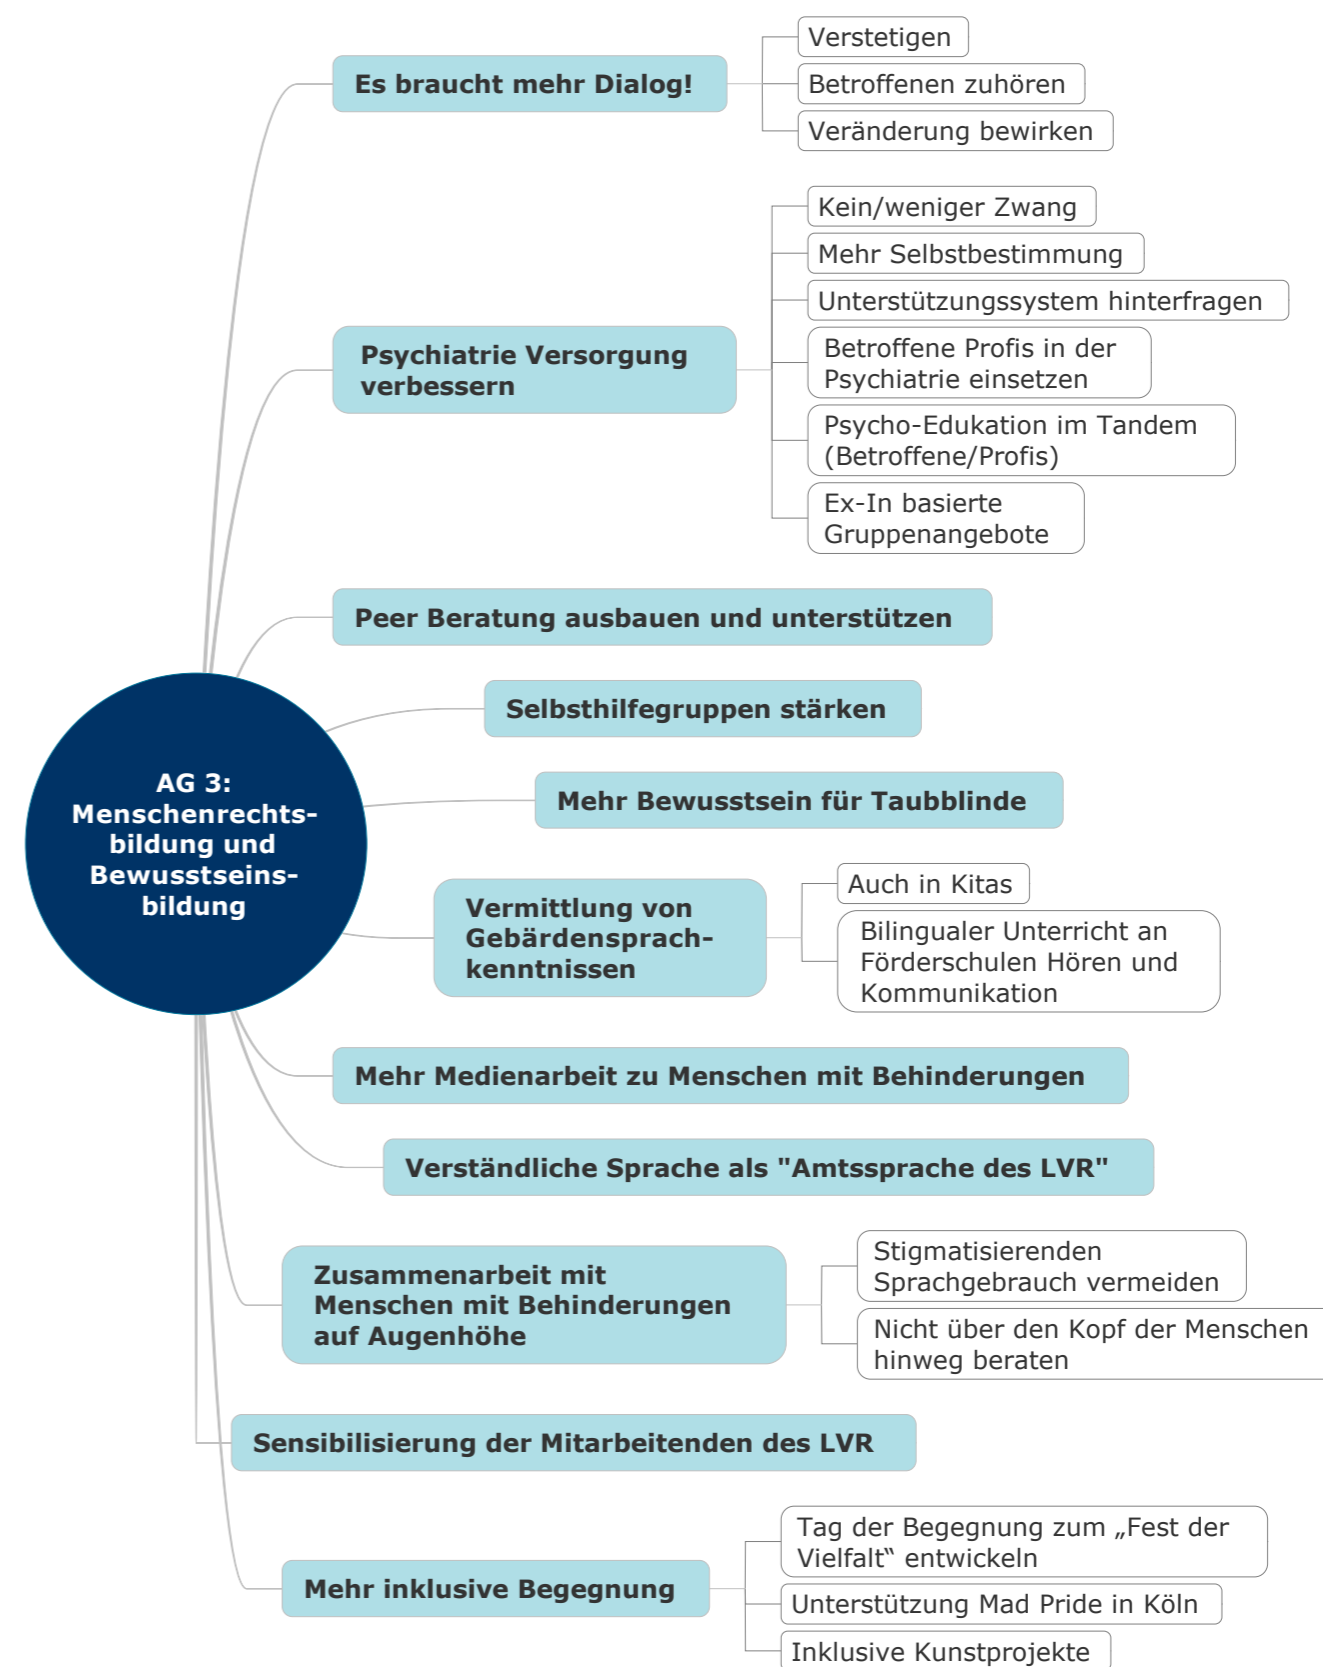 Es braucht mehr Dialog!
Verstetigen
Betroffenen zuhören
Veränderung bewirken
Psychiatrie Versorgung
verbessern
Kein/weniger Zwang
Mehr Selbstbestimmung
Unterstützungssystem hinterfragen
Betroffene Profis in der
Psychiatrie einsetzen
Psycho-Edukation im Tandem
(Betroffene/Profis)
Ex-In basierte
Gruppenangebote
Peer Beratung ausbauen und unterstützen
Selbsthilfegruppen stärken
AG 3:
Menschenrechts-
bildung und
Bewusstseins-
bildung
Mehr Bewusstsein für Taubblinde
Vermittlung von
Gebärdensprach-
kenntnissen
Auch in Kitas
Bilingualer Unterricht an
Förderschulen Hören und
Kommunikation
Mehr Medienarbeit zu Menschen mit Behinderungen
Verständliche Sprache als "Amtssprache des LVR"
Zusammenarbeit mit
Menschen mit Behinderungen
auf Augenhöhe
Stigmatisierenden
Sprachgebrauch vermeiden
Nicht über den Kopf der Menschen
hinweg beraten
Sensibilisierung der Mitarbeitenden des LVR
Mehr inklusive Begegnung
Tag der Begegnung zum „Fest der
Vielfalt“ entwickeln
Unterstützung Mad Pride in Köln
Inklusive Kunstprojekte